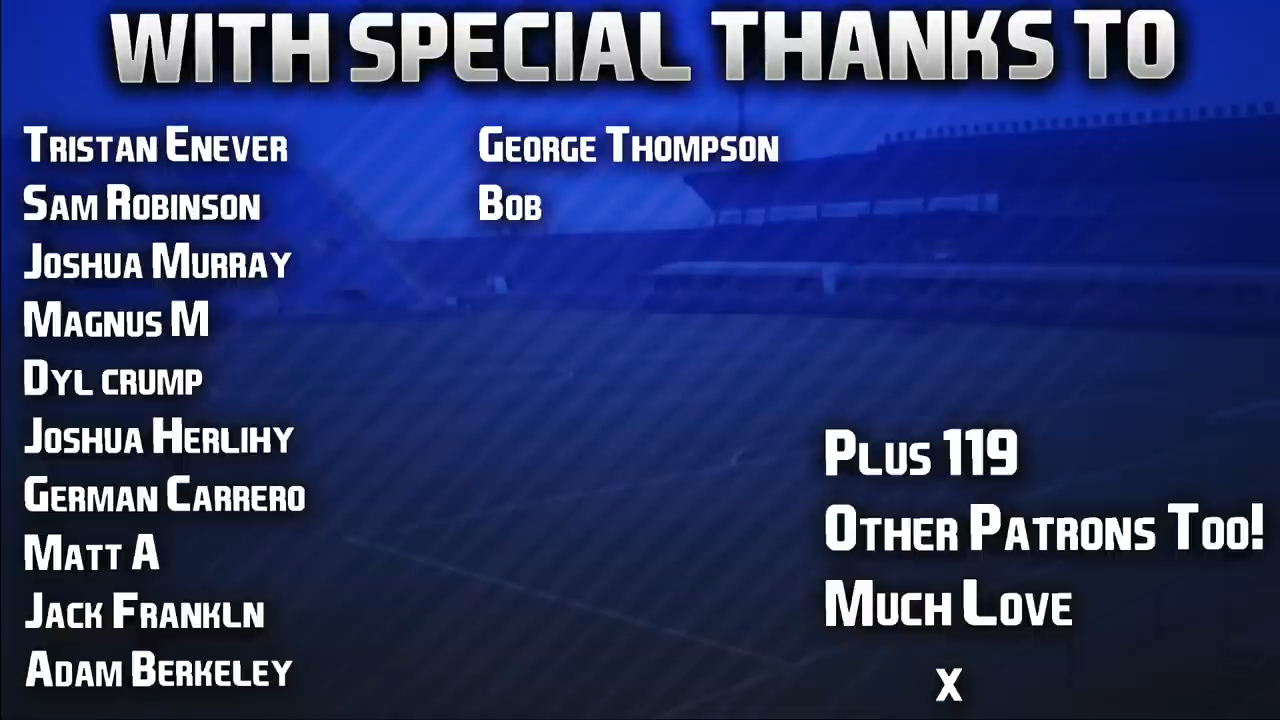 WITH SPECIAL THANKS TO
Tristan Enever
Sam Robinson
Joshua Murray
Magnus M
Dyl crump
Joshua Herlihy
German Carrero
Matt A
Jack Frankln
Adam Berkeley
George Thompson
Bob
Plus 119
Other Patrons Too!
Much Love
x